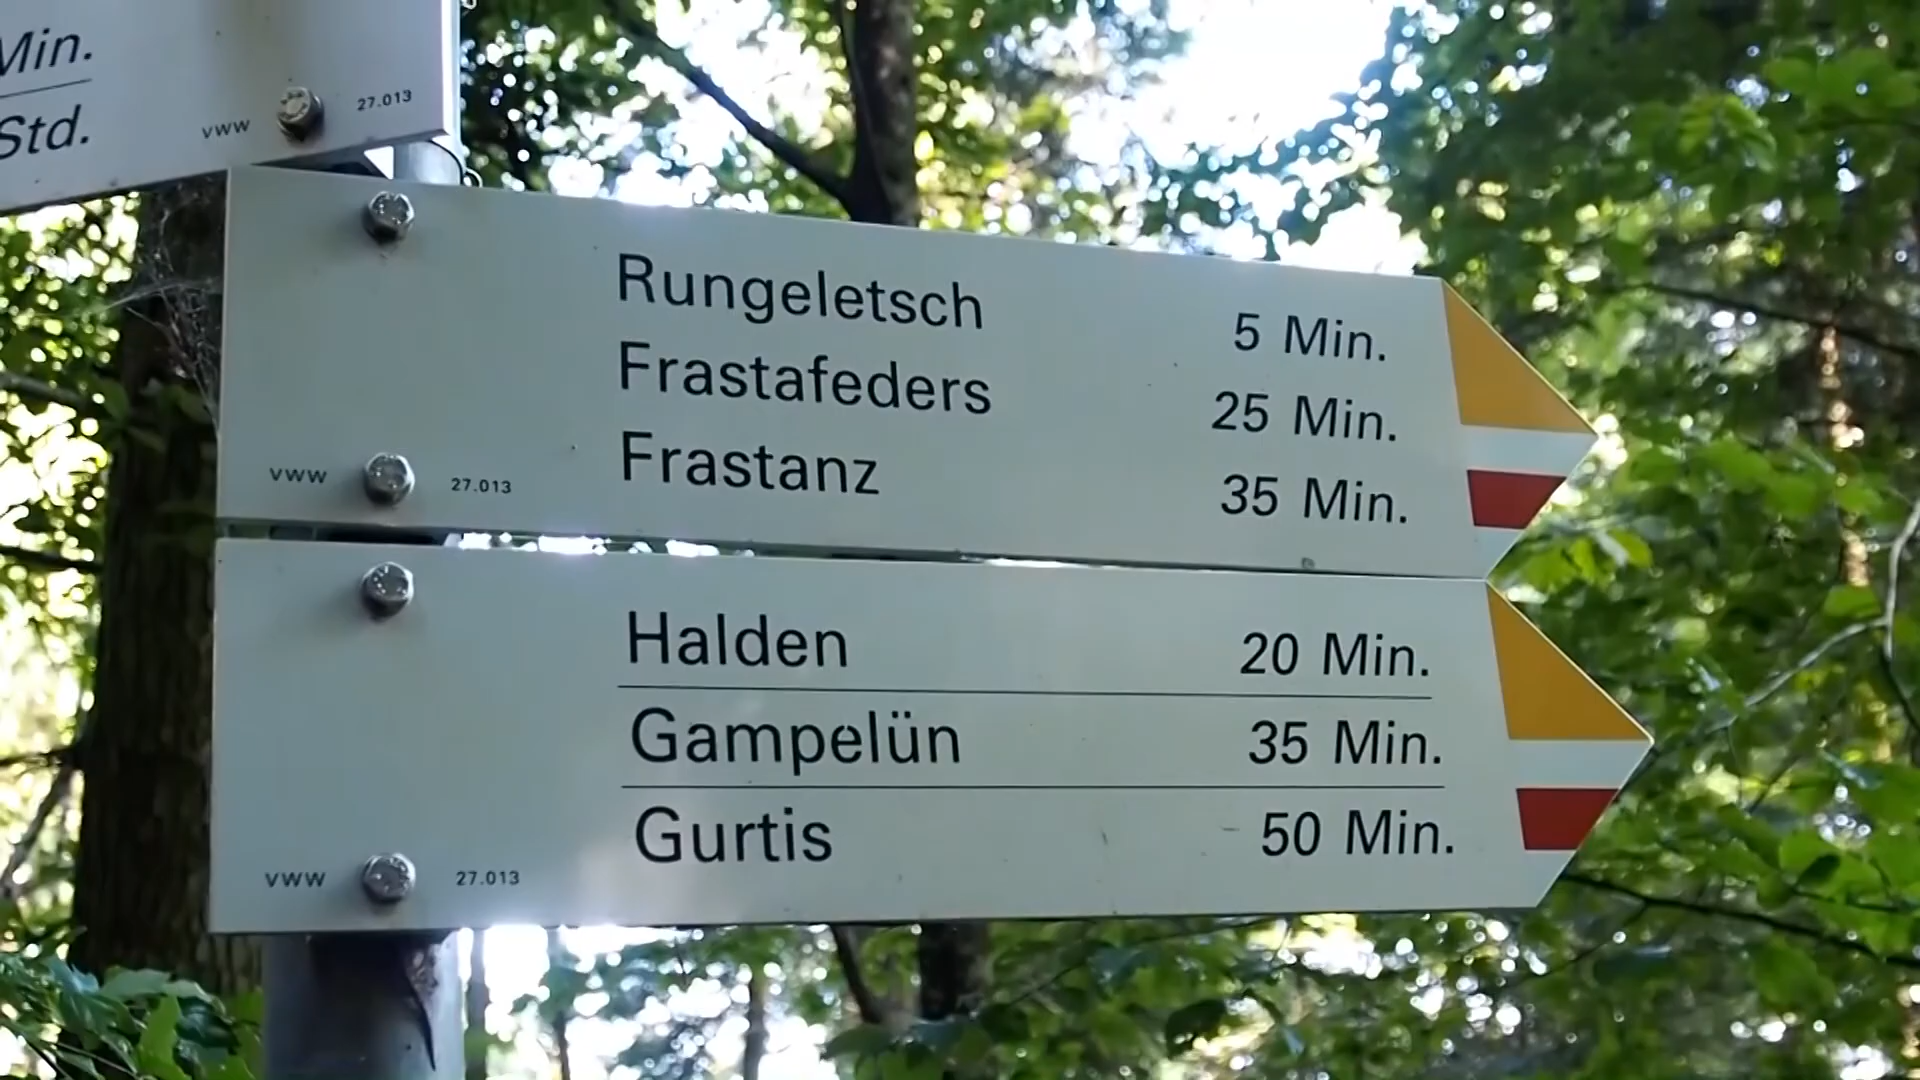 Min.
Std.
vww 27.013
Rungeletsch 5 Min.
Frastafeders 25 Min.
Frastanz 35 Min.
vww 27.013
Halden 20 Min.
Gampelün 35 Min.
Gurtis 50 Min.
vww 27.013